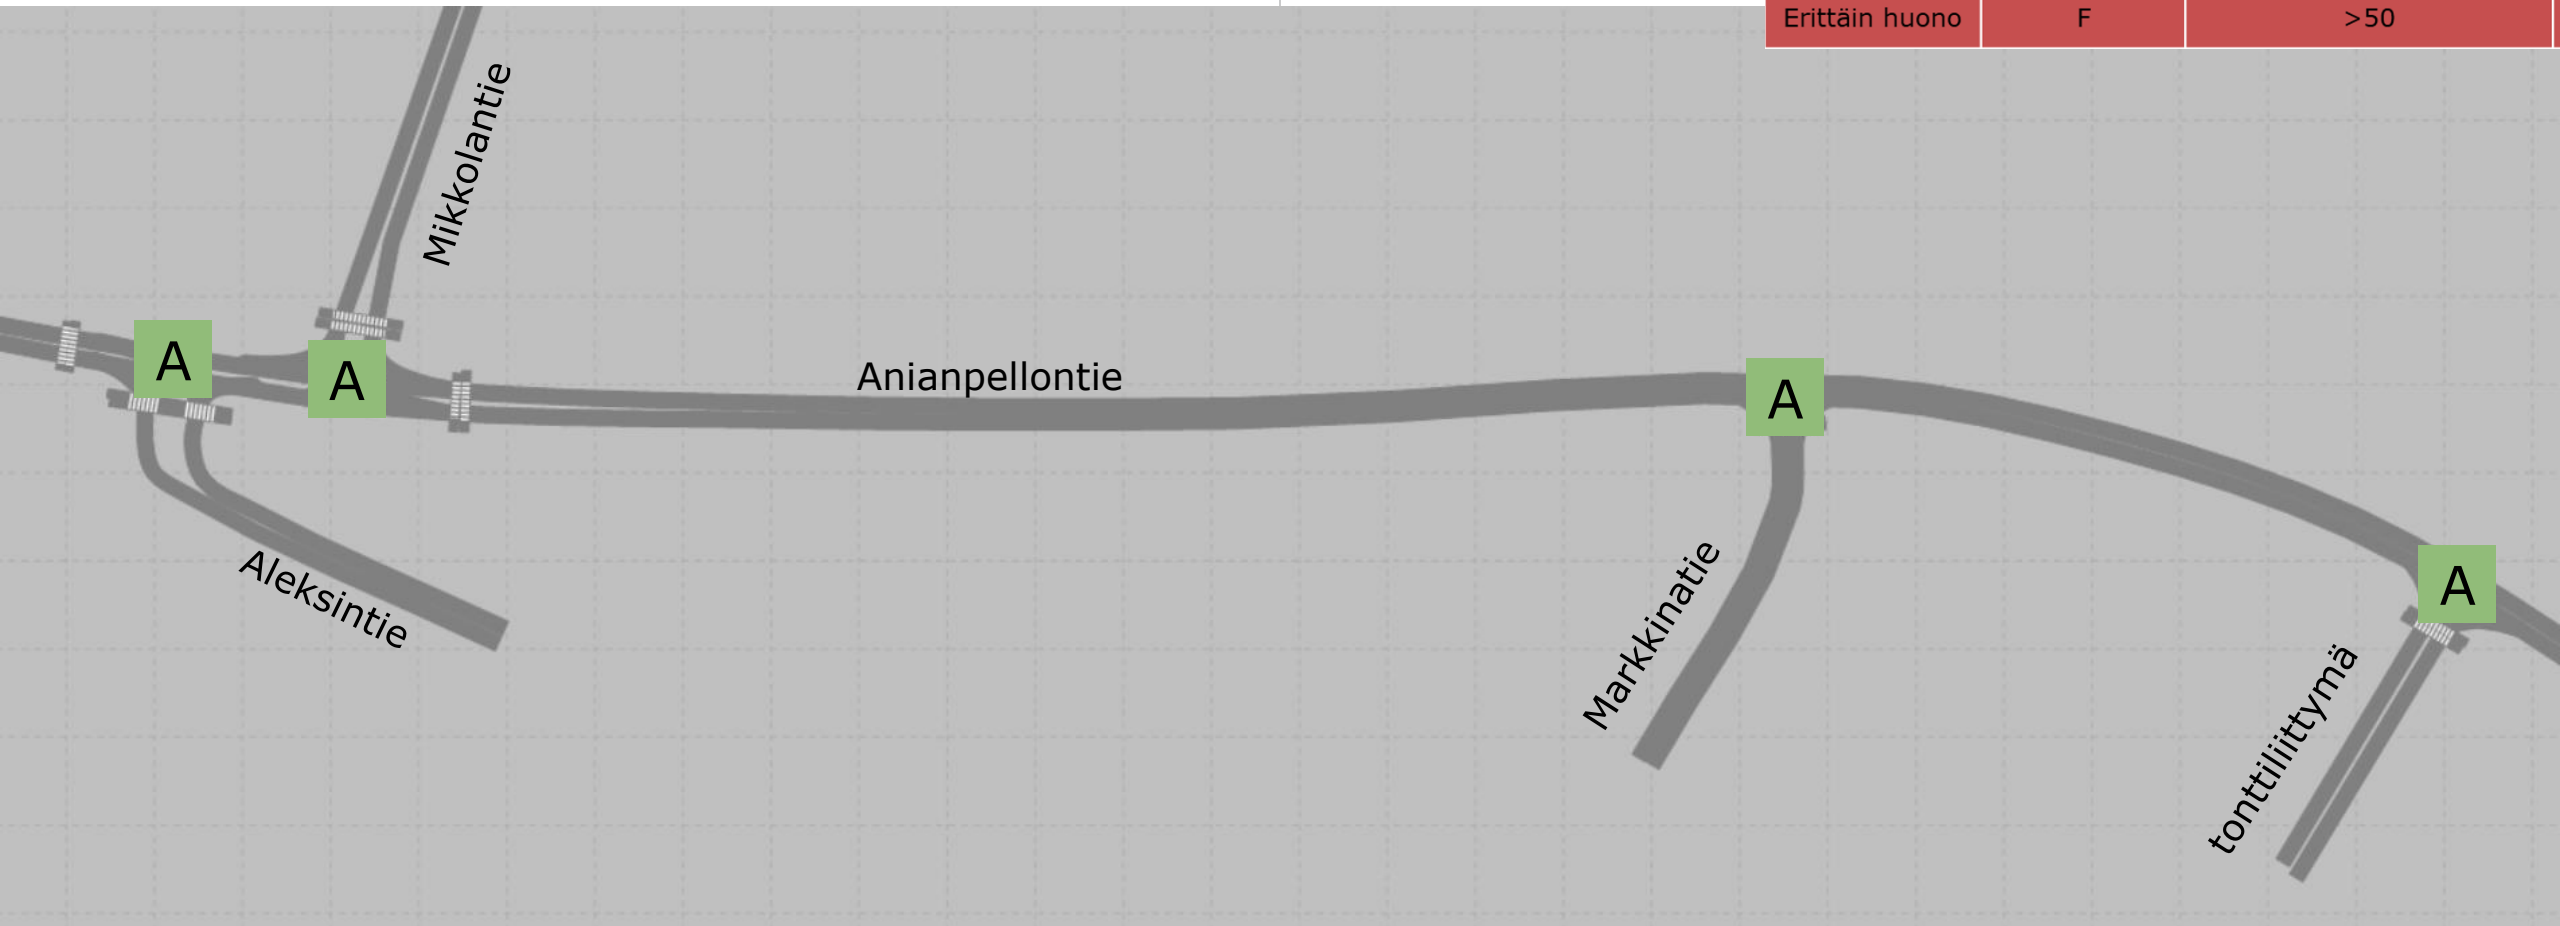 Erittäin huono F >50
Mikkolantie
A
A
Anianpellontie
A
A
Aleksintie
Markkinatie
tonttiliittymä